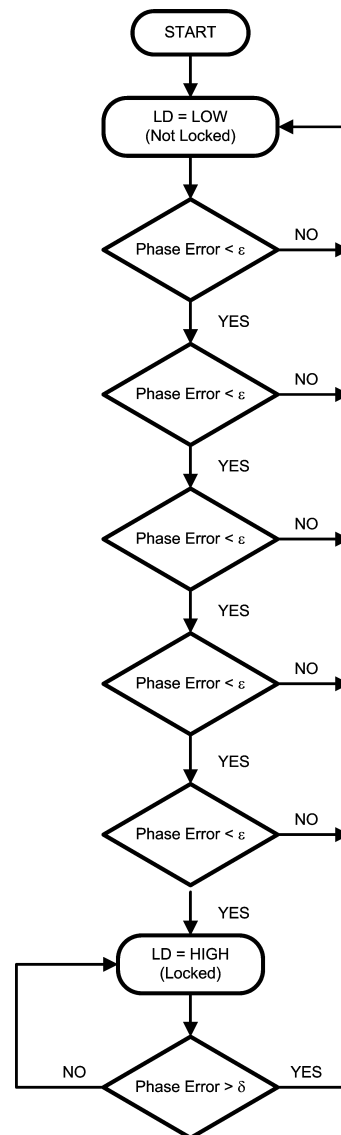 START
LD = LOW
(Not Locked)
Phase Error < ε
NO
YES
Phase Error < ε
NO
YES
Phase Error < ε
NO
YES
Phase Error < ε
NO
YES
Phase Error < ε
NO
YES
LD = HIGH
(Locked)
NO
Phase Error > δ
YES